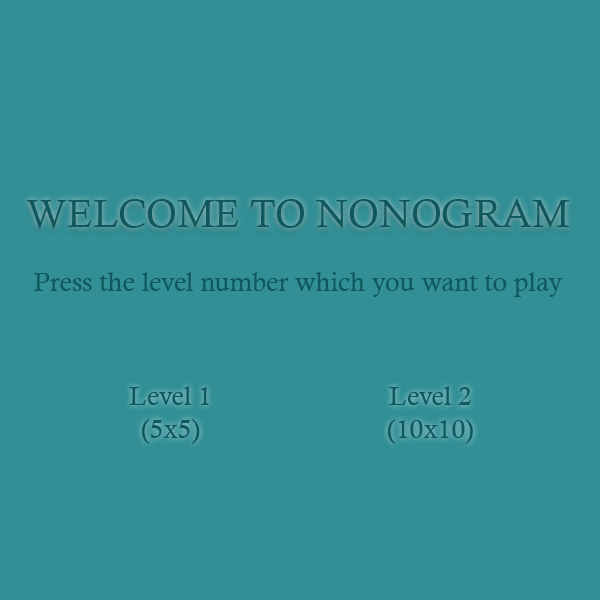 WELCOME TO NONOGRAM
Press the level number which you want to play
Level 1
(5x5)
Level 2
(10x10)